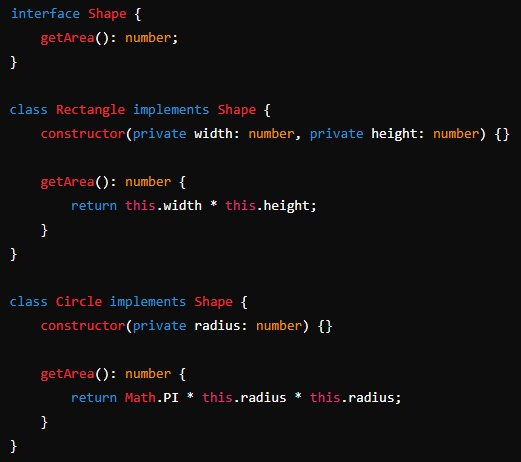 interface Shape {
    getArea(): number;
}

class Rectangle implements Shape {
    constructor(private width: number, private height: number) {}

    getArea(): number {
        return this.width * this.height;
    }
}

class Circle implements Shape {
    constructor(private radius: number) {}

    getArea(): number {
        return Math.PI * this.radius * this.radius;
    }
}